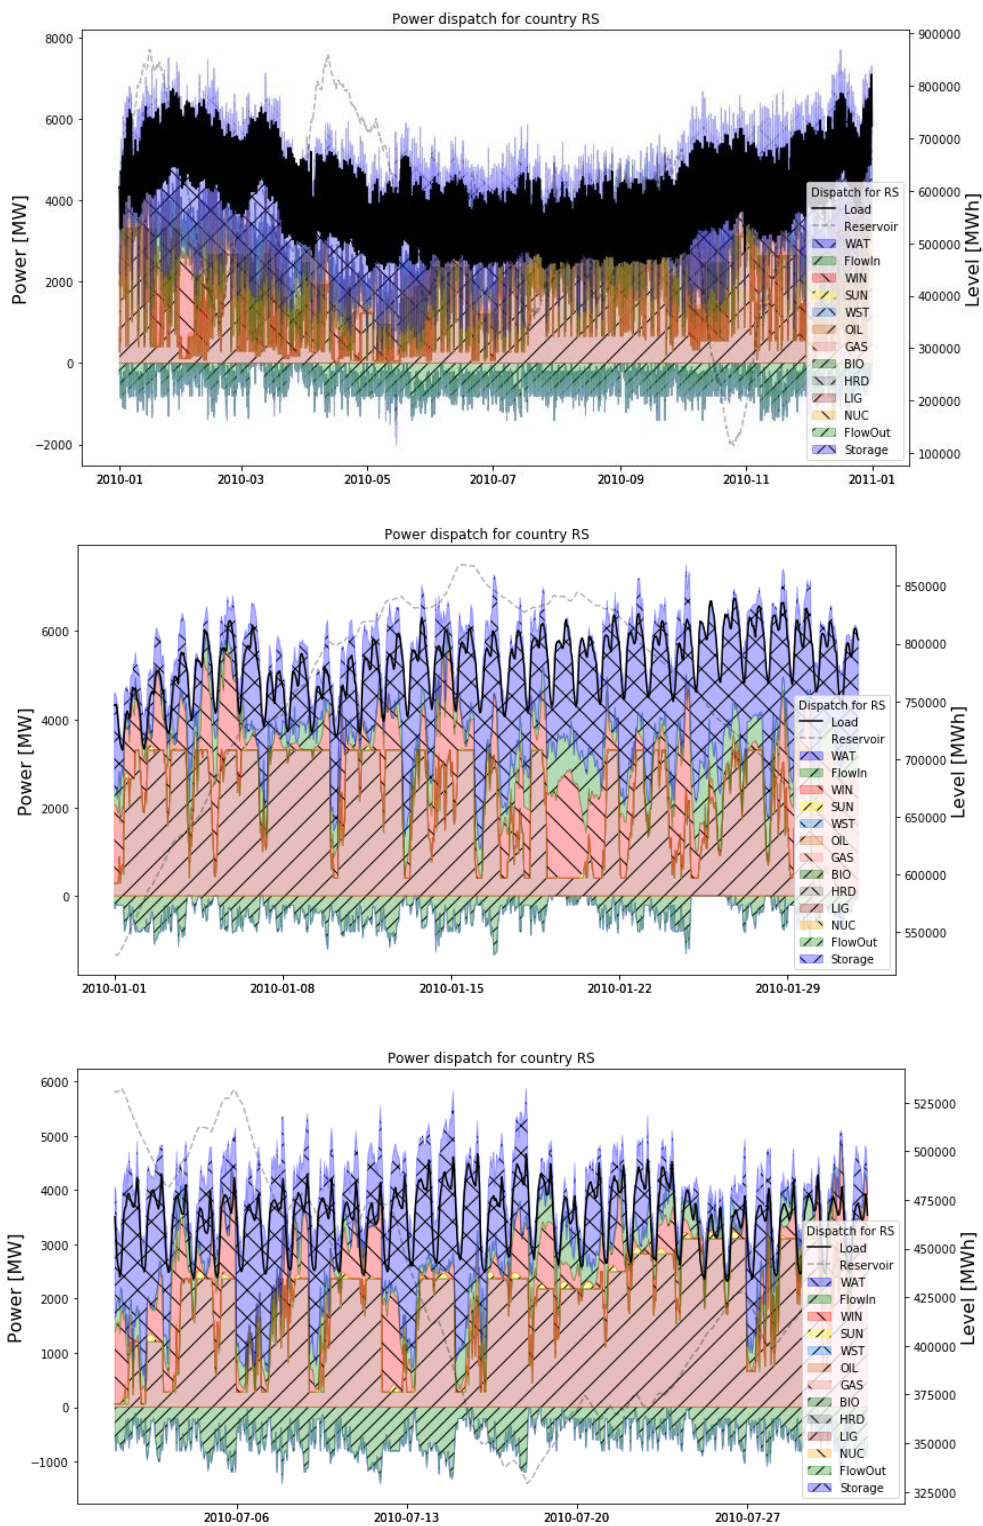 Power dispatch for country RS
8000
6000
4000
2000
0
−2000
Power [MW]
900000
800000
700000
600000
500000
400000
300000
200000
100000
Level [MWh]
Dispatch for RS
Load
Reservoir
WAT
FlowIn
WIN
SUN
WST
OIL
GAS
BIO
HRD
LIG
NUC
FlowOut
Storage
2010-01 2010-03 2010-05 2010-07 2010-09 2010-11 2011-01
Power dispatch for country RS
6000
4000
2000
0
Power [MW]
850000
800000
750000
700000
650000
600000
550000
Level [MWh]
Dispatch for RS
Load
Reservoir
WAT
FlowIn
WIN
SUN
WST
OIL
GAS
BIO
HRD
LIG
NUC
FlowOut
Storage
2010-01-01 2010-01-08 2010-01-15 2010-01-22 2010-01-29
Power dispatch for country RS
6000
5000
4000
3000
2000
1000
0
−1000
Power [MW]
525000
500000
475000
450000
425000
400000
375000
350000
325000
Level [MWh]
Dispatch for RS
Load
Reservoir
WAT
FlowIn
WIN
SUN
WST
OIL
GAS
BIO
HRD
LIG
NUC
FlowOut
Storage
2010-07-06 2010-07-13 2010-07-20 2010-07-27